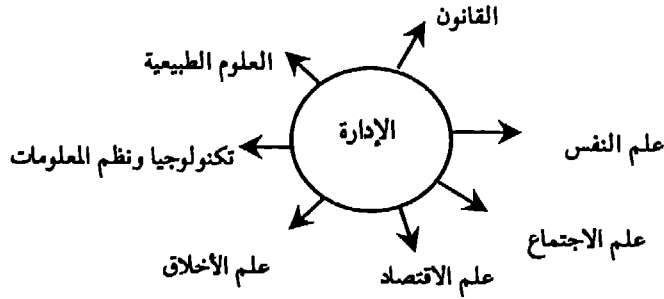 القانون
العلوم الطبيعية
الإدارة
علم النفس
تكنولوجيا ونظم المعلومات
علم الاجتماع
علم الأخلاق
علم الاقتصاد